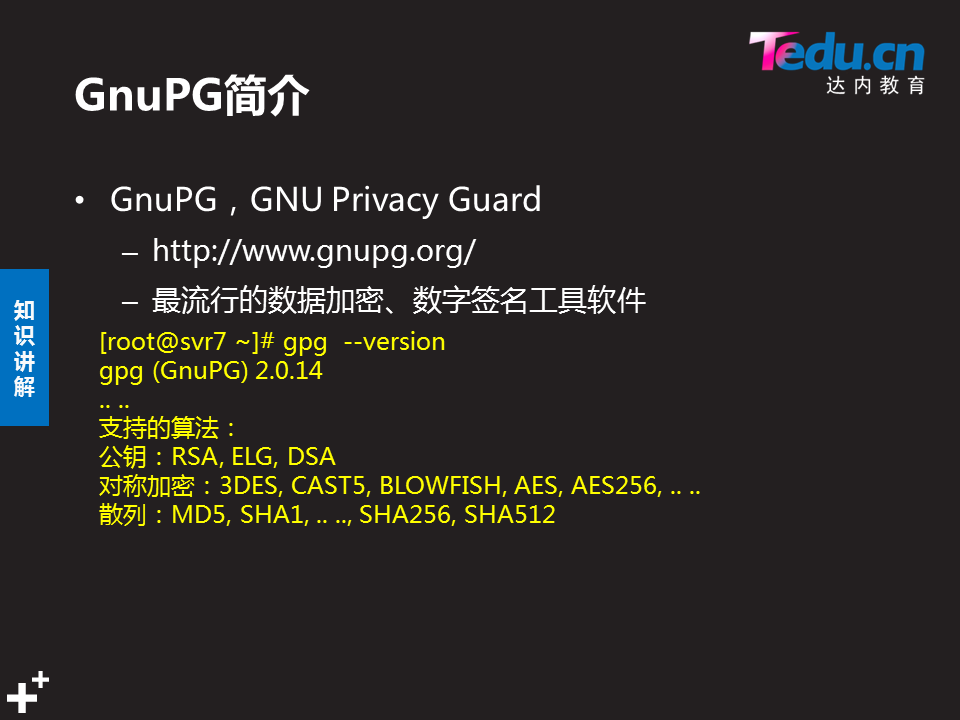 Tedu.cn
达内教育
GnuPG简介
• GnuPG，GNU Privacy Guard
– http://www.gnupg.org/
– 最流行的数据加密、数字签名工具软件
[root@svr7 ~]# gpg  --version
gpg (GnuPG) 2.0.14
.. ..
支持的算法：
公钥：RSA, ELG, DSA
对称加密：3DES, CAST5, BLOWFISH, AES, AES256, .. ..
散列：MD5, SHA1, .. .., SHA256, SHA512
知识讲解